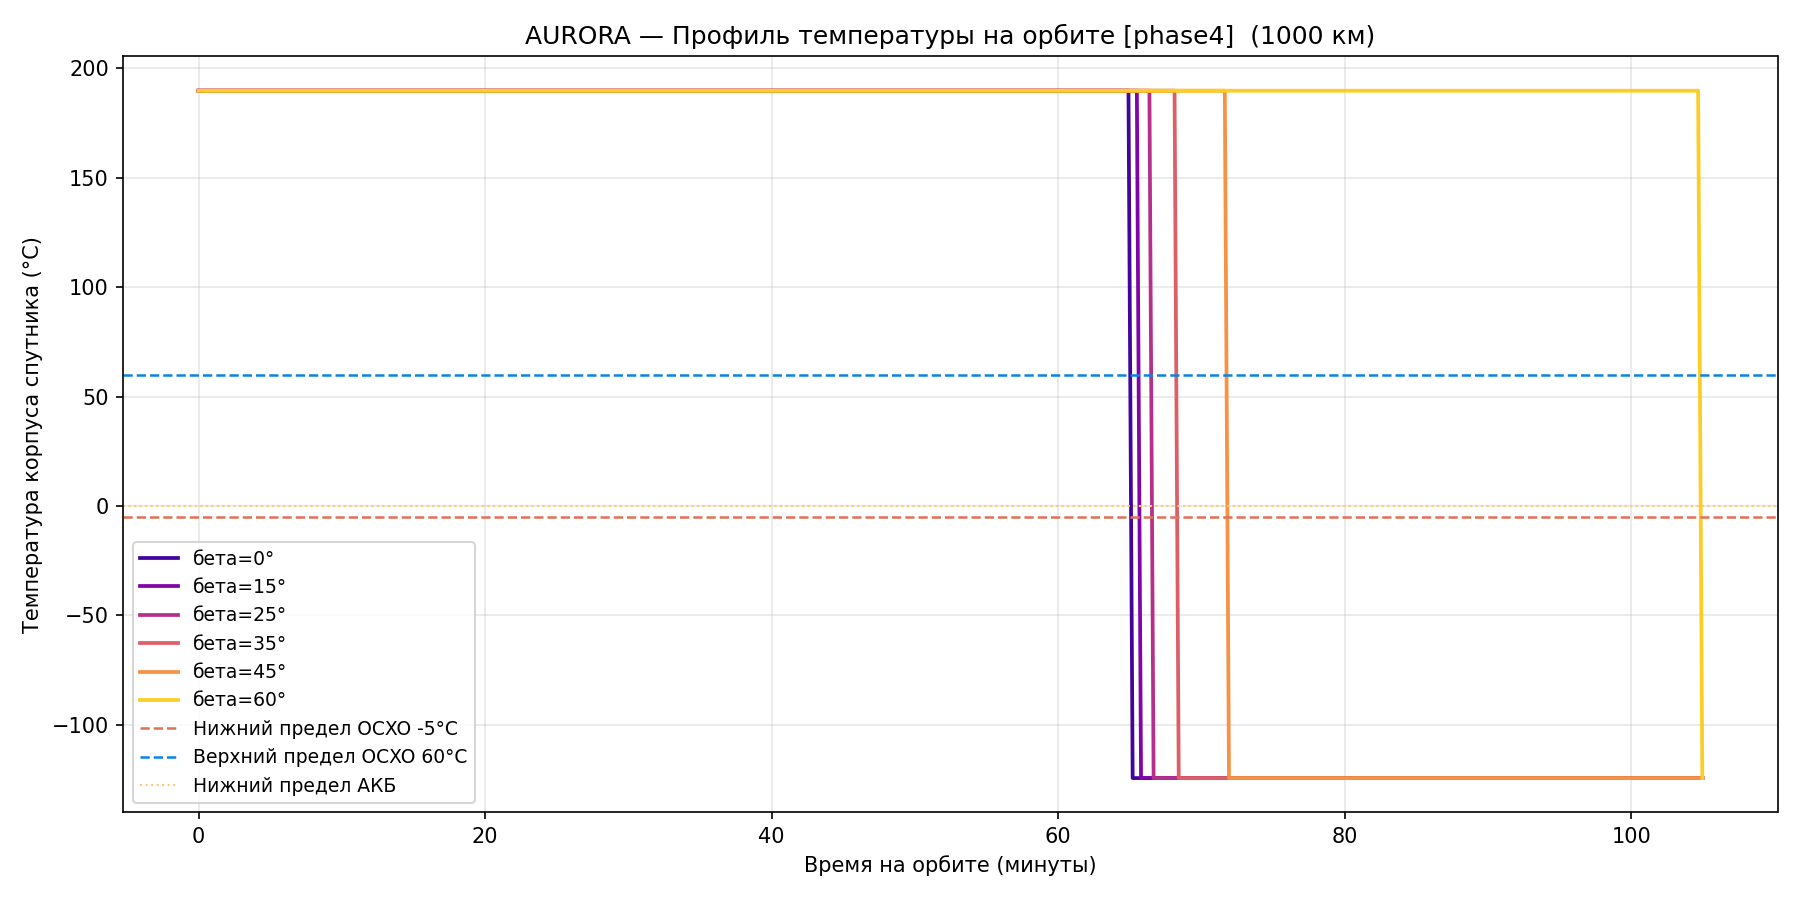 AURORA — Профиль температуры на орбите [phase4]  (1000 км)
Температура корпуса спутника (°C)
200
150
100
50
0
−50
−100
бета=0°
бета=15°
бета=25°
бета=35°
бета=45°
бета=60°
Нижний предел ОСХО -5°C
Верхний предел ОСХО 60°C
Нижний предел АКБ
0 20 40 60 80 100
Время на орбите (минуты)